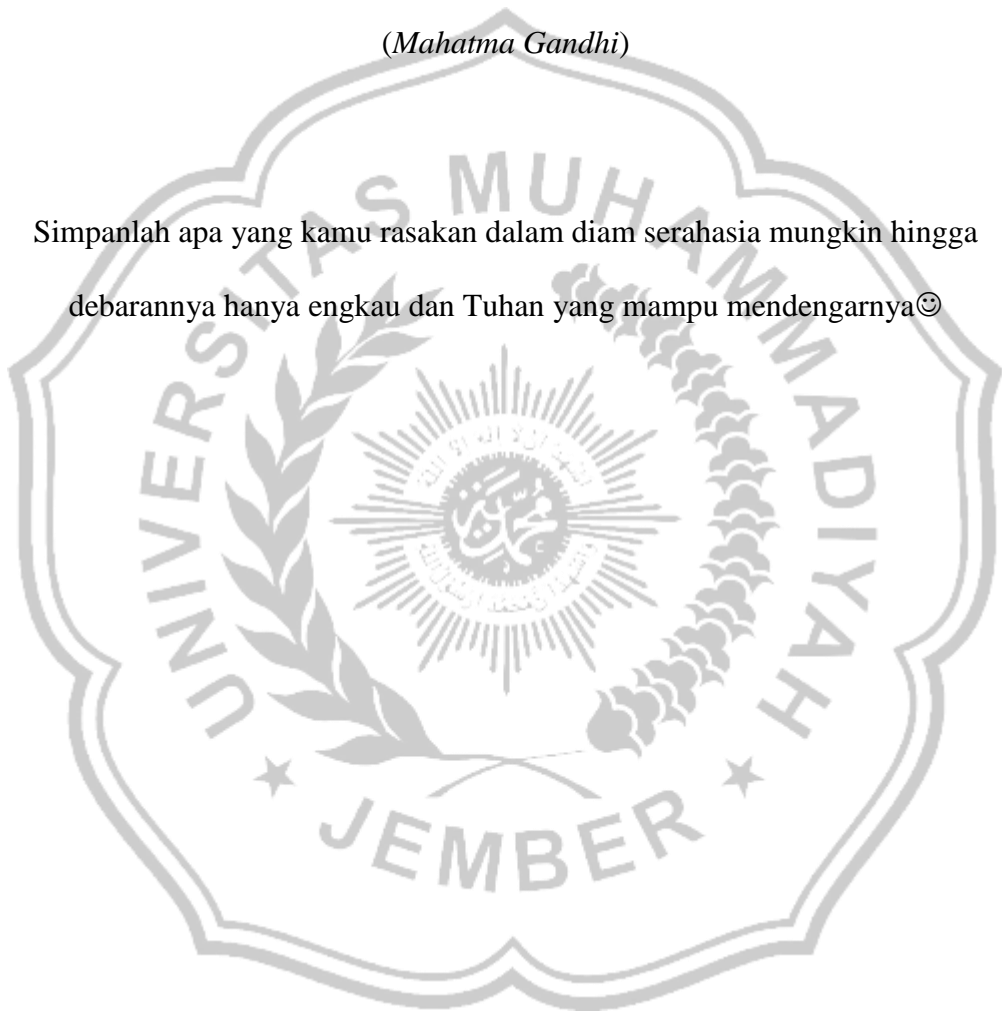 (Mahatma Gandhi)
Simpanlah apa yang kamu rasakan dalam diam serahasia mungkin hingga
debarannya hanya engkau dan Tuhan yang mampu mendengarnya☺
UNIVERSITAS MUHAMMADIYAH
JEMBER